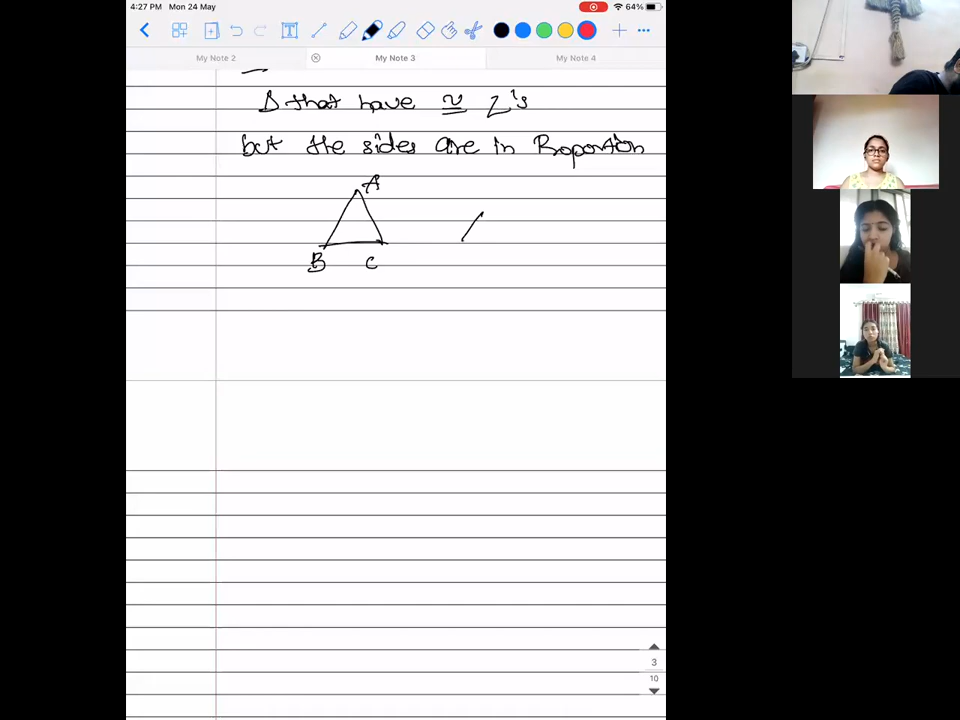 4:27 PM Mon 24 May 64%
My Note 2 My Note 3 My Note 4
Δ that have ≅ ∠'s
but the sides are in Proportion
A
B C
3
10